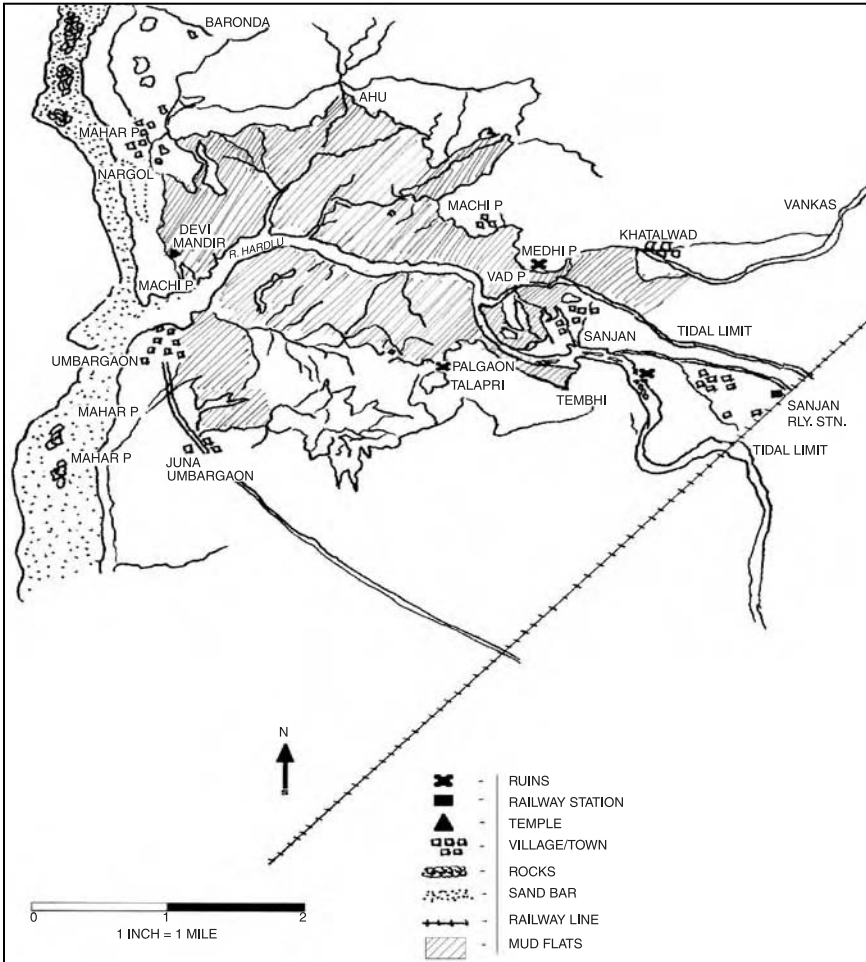 BARONDA
AHU
MAHAR P
NARGOL
MACHI P
VANKAS
DEVI
MANDIR
R. HARDLU
MEDHI P
KHATALWAD
MACHI P
VAD P
UMBARGAON
SANJAN
TIDAL LIMIT
PALGAON
TALAPRI
TEMBHI
MAHAR P
SANJAN
RLY. STN.
MAHAR P
JUNA
UMBARGAON
TIDAL LIMIT
N
S
RUINS
RAILWAY STATION
TEMPLE
VILLAGE/TOWN
ROCKS
SAND BAR
RAILWAY LINE
MUD FLATS
0 1 2
1 INCH = 1 MILE